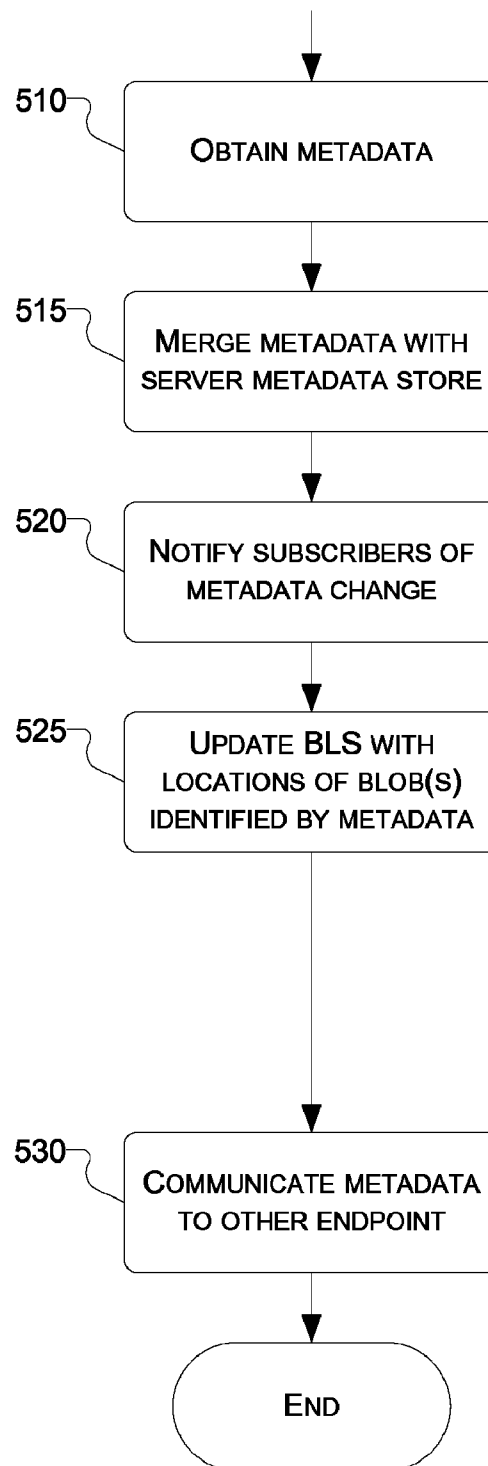 510
OBTAIN METADATA
515
MERGE METADATA WITH
SERVER METADATA STORE
520
NOTIFY SUBSCRIBERS OF
METADATA CHANGE
525
UPDATE BLS WITH
LOCATIONS OF BLOB(S)
IDENTIFIED BY METADATA
530
COMMUNICATE METADATA
TO OTHER ENDPOINT
END